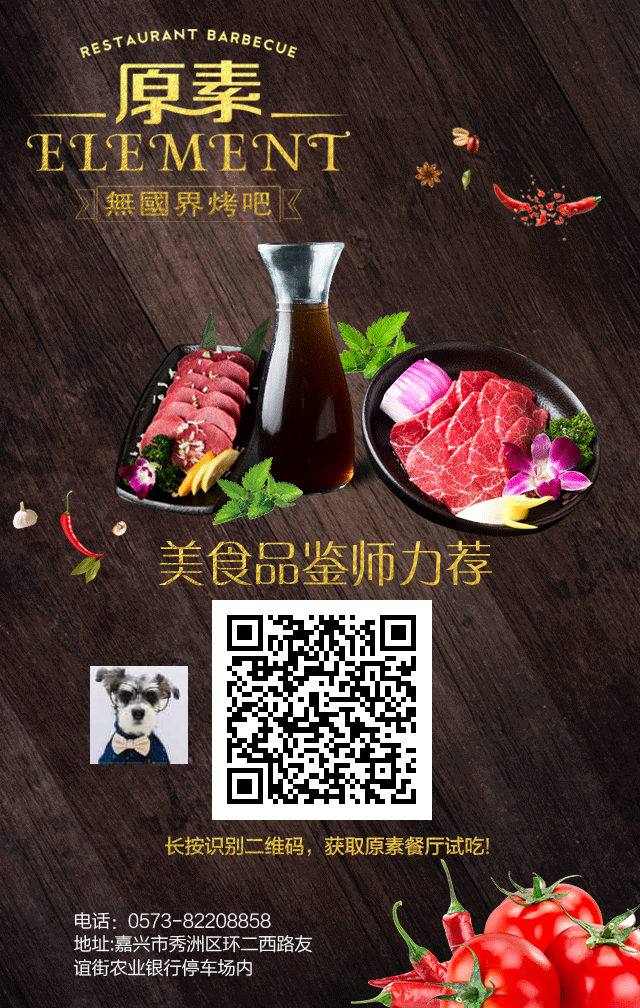 RESTAURANT BARBECUE
原素
ELEMENT
無國界烤吧
美食品鉴师力荐
长按识别二维码，获取原素餐厅试吃!
电话：0573-82208858
地址:嘉兴市秀洲区环二西路友
谊街农业银行停车场内